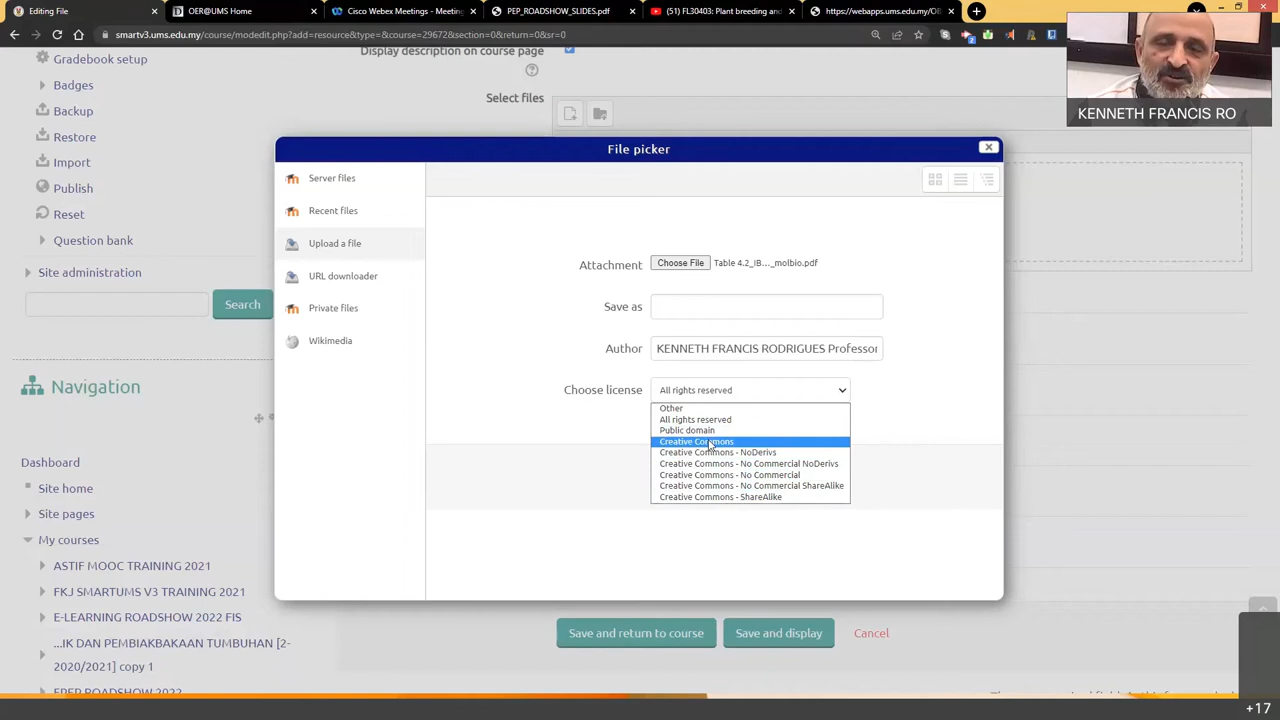 Editing File
OER@UMS Home
Cisco Webex Meetings - Meeting
PEP_ROADSHOW_SLIDES.pdf
(51) FL30403: Plant breeding and
https://webapps.ums.edu.my/OE
smartv3.ums.edu.my/course/modedit.php?add=resource&type=&course=29672&section=0&return=0&sr=0
KENNETH FRANCIS RO
Gradebook setup
Badges
Backup
Restore
Import
Publish
Reset
Question bank
Site administration
Search
Navigation
Dashboard
Site home
Site pages
My courses
ASTIF MOOC TRAINING 2021
FKJ SMARTUMS V3 TRAINING 2021
E-LEARNING ROADSHOW 2022 FIS
...IK DAN PEMBIAKBAKAAN TUMBUHAN [2-
2020/2021] copy 1
Display description on course page
Select files
File picker
Server files
Recent files
Upload a file
URL downloader
Private files
Wikimedia
Attachment
Choose File
Table 4.2_IB..._molbio.pdf
Save as
Author
KENNETH FRANCIS RODRIGUES Professor
Choose license
All rights reserved
Other
All rights reserved
Public domain
Creative Commons
Creative Commons - NoDerivs
Creative Commons - No Commercial NoDerivs
Creative Commons - No Commercial
Creative Commons - No Commercial ShareAlike
Creative Commons - ShareAlike
Save and return to course
Save and display
Cancel
+17